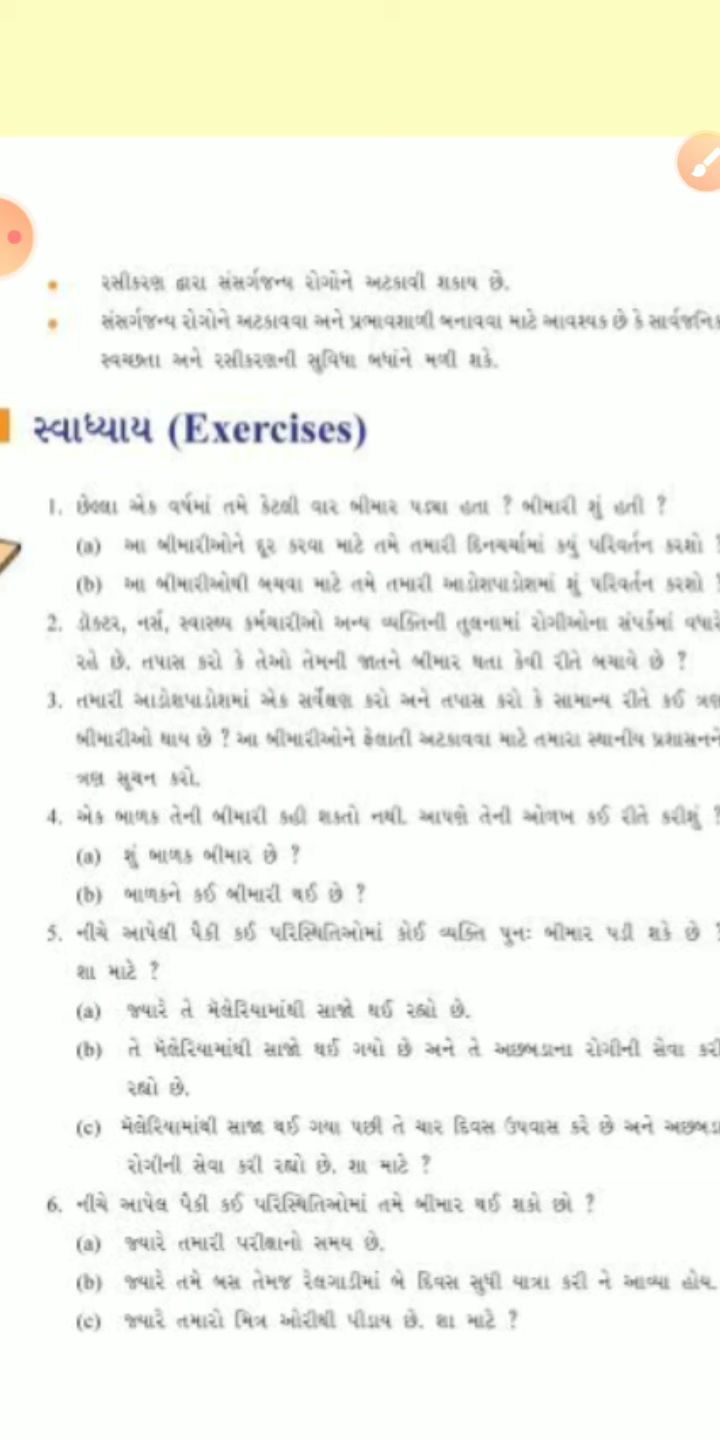 રસીકરણ દ્વારા સંસર્ગજન્ય રોગોને અટકાવી શકાય છે.
સંસર્ગજન્ય રોગોને અટકાવવા અને પ્રભાવશાળી બનાવવા માટે આવશ્યક છે કે સાર્વજનિક
સ્વચ્છતા અને રસીકરણની સુવિધા બધાંને મળી શકે.
સ્વાધ્યાય (Exercises)
1. છેલ્લા એક વર્ષમાં તમે કેટલી વાર બીમાર પડ્યા હતા ? બીમારી શું હતી ?
(a) આ બીમારીઓને દૂર કરવા માટે તમે તમારી દિનચર્યામાં કયું પરિવર્તન કરશો ?
(b) આ બીમારીઓથી બચવા માટે તમે તમારી આડોશપાડોશમાં શું પરિવર્તન કરશો ?
2. ડૉક્ટર, નર્સ, સ્વાસ્થ્ય કર્મચારીઓ અન્ય વ્યક્તિની તુલનામાં રોગીઓના સંપર્કમાં વધારે
રહે છે. તપાસ કરો કે તેઓ તેમની જાતને બીમાર થતા કેવી રીતે બચાવે છે ?
3. તમારી આડોશપાડોશમાં એક સર્વેક્ષણ કરો અને તપાસ કરો કે સામાન્ય રીતે કઈ ત્રણ
બીમારીઓ થાય છે ? આ બીમારીઓને ફેલાતી અટકાવવા માટે તમારા સ્થાનીય પ્રશાસનને
ત્રણ સૂચન કરો.
4. એક બાળક તેની બીમારી કહી શકતો નથી. આપણે તેની ઓળખ કઈ રીતે કરીશું ?
(a) શું બાળક બીમાર છે ?
(b) બાળકને કઈ બીમારી થઈ છે ?
5. નીચે આપેલી પૈકી કઈ પરિસ્થિતિઓમાં કોઈ વ્યક્તિ પુનઃ બીમાર પડી શકે છે ?
શા માટે ?
(a) જ્યારે તે મૅલેરિયામાંથી સાજો થઈ રહ્યો છે.
(b) તે મૅલેરિયામાંથી સાજો થઈ ગયો છે અને તે અછબડાના રોગીની સેવા કરી
રહ્યો છે.
(c) મૅલેરિયામાંથી સાજા થઈ ગયા પછી તે ચાર દિવસ ઉપવાસ કરે છે અને અછબડા
રોગીની સેવા કરી રહ્યો છે. શા માટે ?
6. નીચે આપેલ પૈકી કઈ પરિસ્થિતિઓમાં તમે બીમાર થઈ શકો છો ?
(a) જ્યારે તમારી પરીક્ષાનો સમય છે.
(b) જ્યારે તમે બસ તેમજ રેલગાડીમાં બે દિવસ સુધી યાત્રા કરી ને આવ્યા હોય.
(c) જ્યારે તમારો મિત્ર ઓરીથી પીડાય છે. શા માટે ?